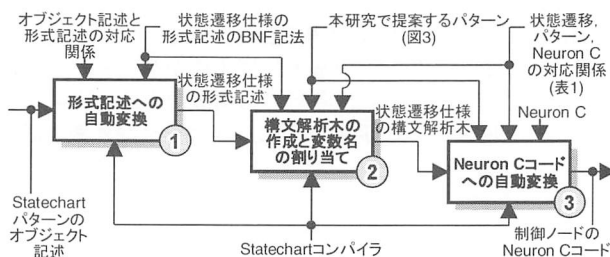 オブジェクト記述と
形式記述の対応
関係
状態遷移仕様の
形式記述のBNF記法
本研究で提案するパターン
(図3)
状態遷移,
パターン,
Neuron C
の対応関係
(表1)
形式記述への
自動変換
1
状態遷移仕様
の形式記述
構文解析木の
作成と変数名
の割り当て
2
状態遷移仕様
の構文解析木
Neuron C
Neuron Cコード
への自動変換
3
Statechart
パターンの
オブジェクト
記述
Statechartコンパイラ
制御ノードの
Neuron Cコード